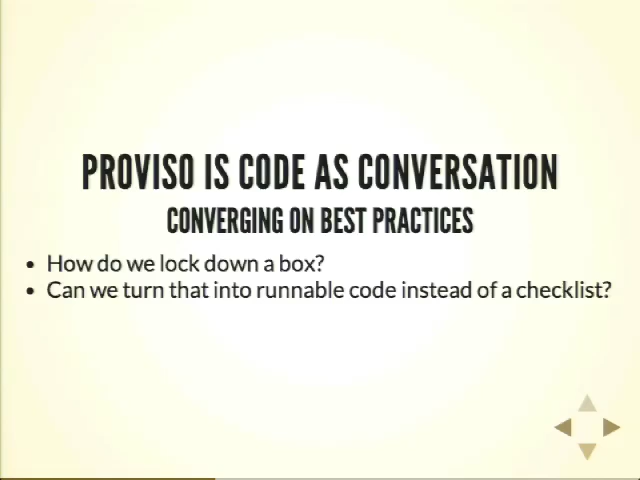 PROVISO IS CODE AS CONVERSATION
CONVERGING ON BEST PRACTICES
• How do we lock down a box?
• Can we turn that into runnable code instead of a checklist?